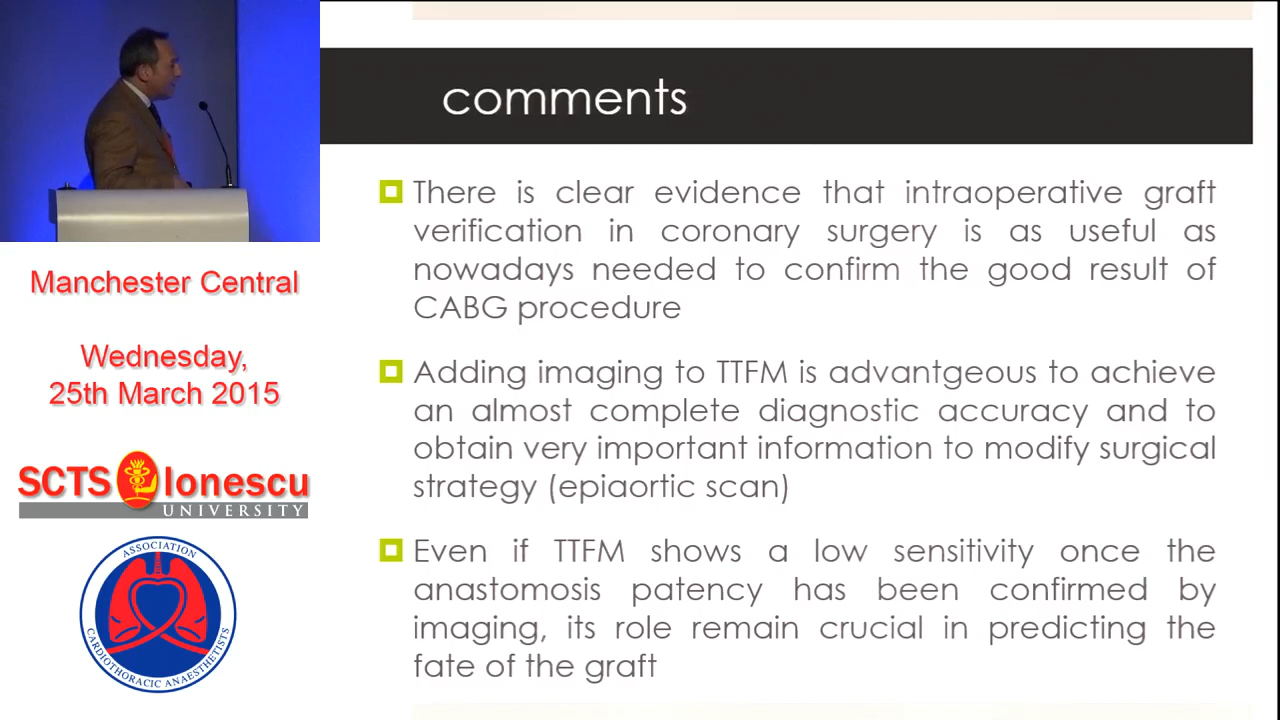 comments
There is clear evidence that intraoperative graft
verification in coronary surgery is as useful as
nowadays needed to confirm the good result of
CABG procedure
Adding imaging to TTFM is advantgeous to achieve
an almost complete diagnostic accuracy and to
obtain very important information to modify surgical
strategy (epiaortic scan)
Even if TTFM shows a low sensitivity once the
anastomosis patency has been confirmed by
imaging, its role remain crucial in predicting the
fate of the graft
Manchester Central
Wednesday,
25th March 2015
SCTS Ionescu
UNIVERSITY
ASSOCIATION
CARDIOTHORACIC ANAESTHETISTS